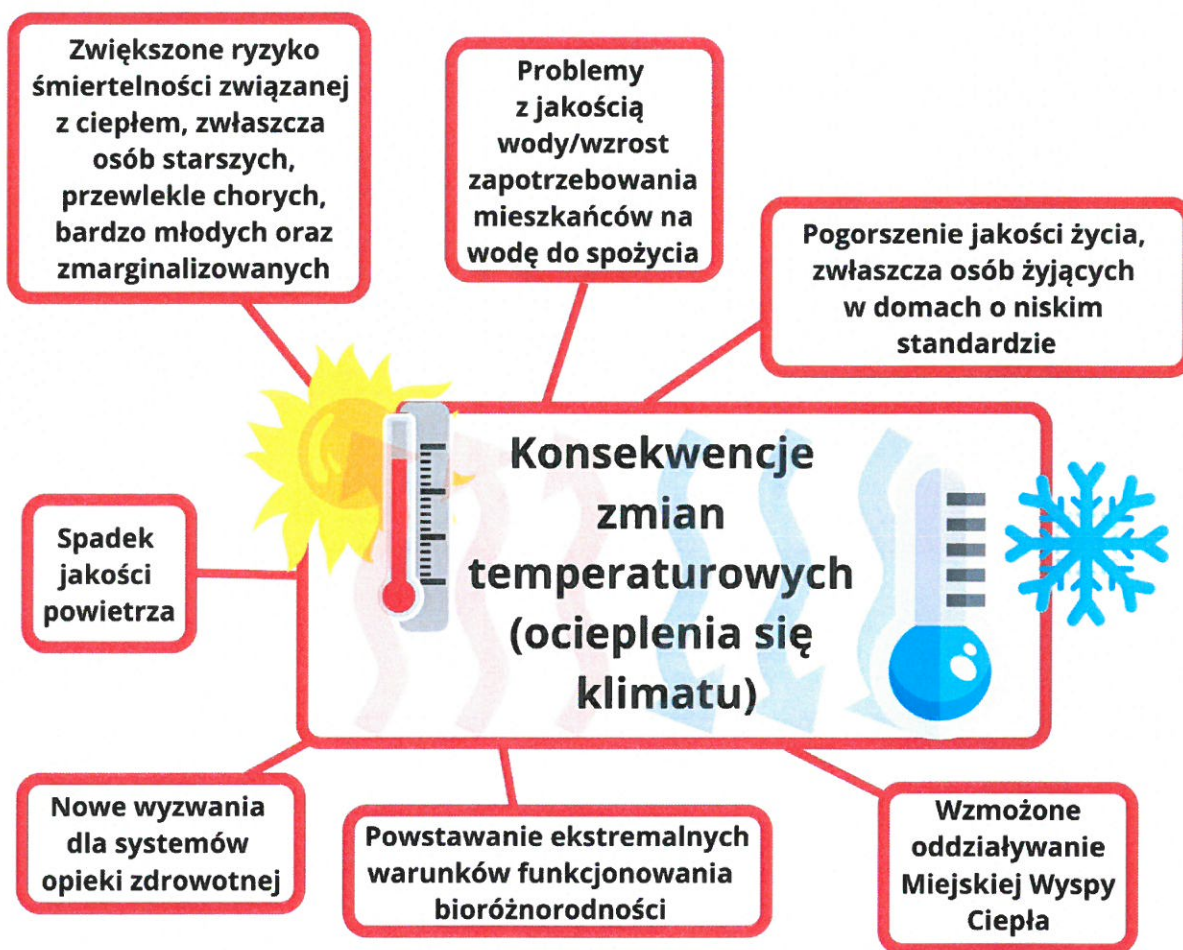 Zwiększone ryzyko
śmiertelności związanej
z ciepłem, zwłaszcza
osób starszych,
przewlekle chorych,
bardzo młodych oraz
zmarginalizowanych
Problemy
z jakością
wody/wzrost
zapotrzebowania
mieszkańców na
wodę do spożycia
Pogorszenie jakości życia,
zwłaszcza osób żyjących
w domach o niskim
standardzie
Konsekwencje
zmian
temperaturowych
(ocieplenia się
klimatu)
Spadek
jakości
powietrza
Nowe wyzwania
dla systemów
opieki zdrowotnej
Powstawanie ekstremalnych
warunków funkcjonowania
bioróżnorodności
Wzmożone
oddziaływanie
Miejskiej Wyspy
Ciepła